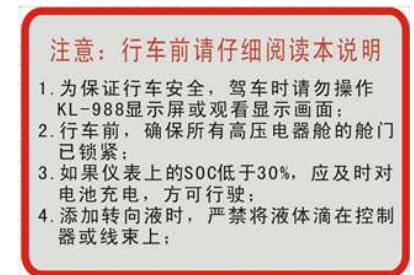 注意：行车前请仔细阅读本说明
1.为保证行车安全，驾车时请勿操作
KL-988显示屏或观看显示画面；
2.行车前，确保所有高压电器舱的舱门
已锁紧；
3.如果仪表上的SOC低于30%，应及时对
电池充电，方可行驶；
4.添加转向液时，严禁将液体滴在控制
器或线束上；